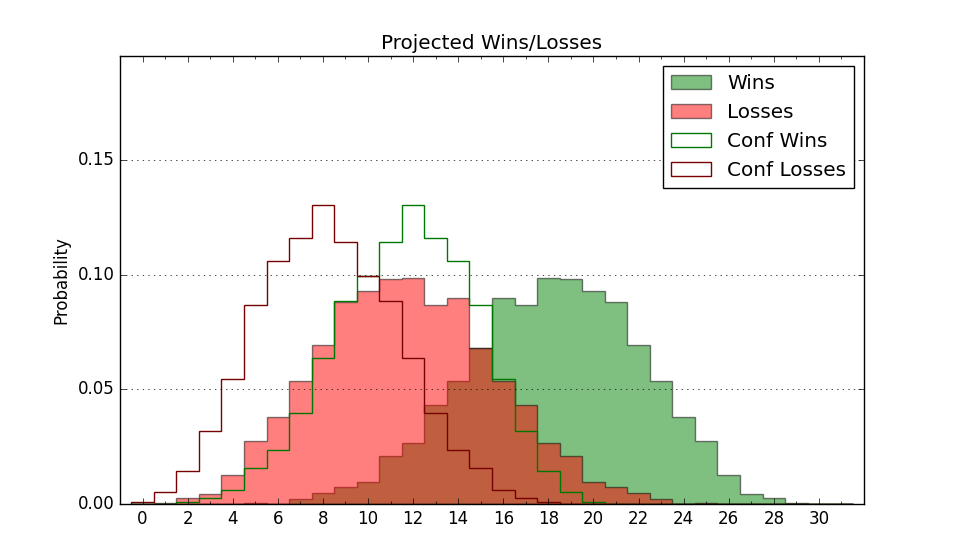 Projected Wins/Losses
Wins
Losses
Conf Wins
Conf Losses
Probability
0.15
0.10
0.05
0.00
0 2 4 6 8 10 12 14 16 18 20 22 24 26 28 30